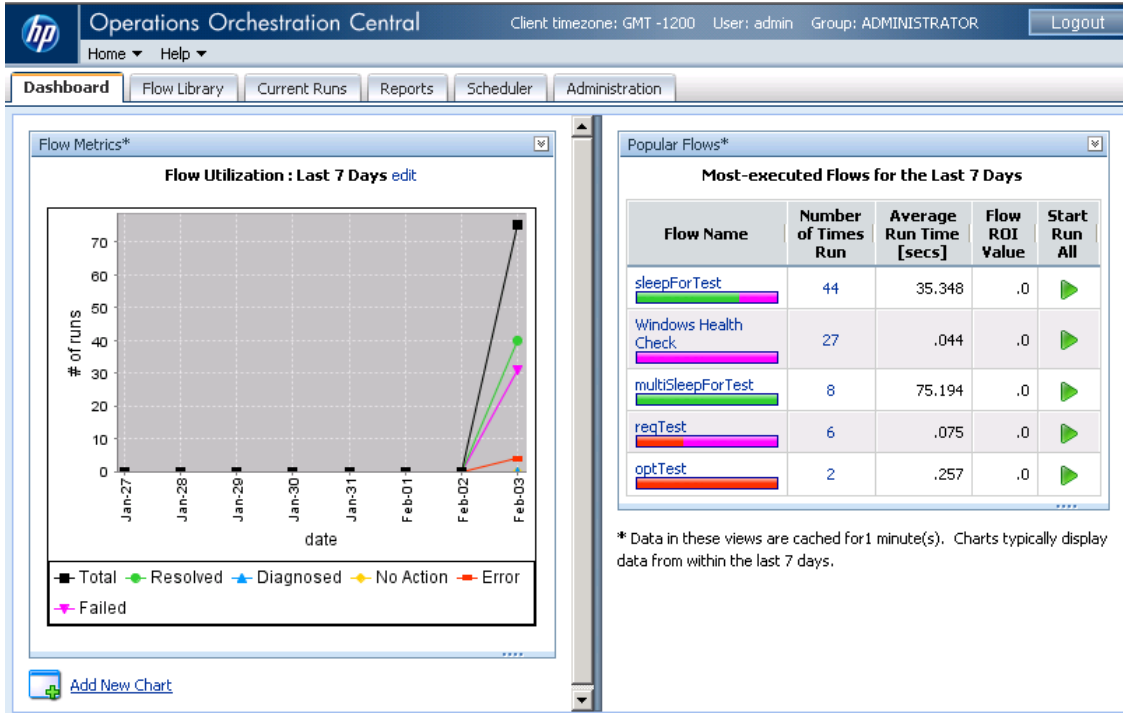 hp
Operations Orchestration Central
Client timezone: GMT -1200 User: admin Group: ADMINISTRATOR
Logout
Home Help
Dashboard Flow Library Current Runs Reports Scheduler Administration
Flow Metrics*
Flow Utilization : Last 7 Days edit
# of runs
70
60
50
40
30
20
10
0
Jan-27 Jan-28 Jan-29 Jan-30 Jan-31 Feb-01 Feb-02 Feb-03
date
Total Resolved Diagnosed No Action Error
Failed
Add New Chart
Popular Flows*
Most-executed Flows for the Last 7 Days
Flow Name Number of Times Run Average Run Time [secs] Flow ROI Value Start Run All
sleepForTest 44 35.348 .0
Windows Health Check 27 .044 .0
multiSleepForTest 8 75.194 .0
reqTest 6 .075 .0
optTest 2 .257 .0
* Data in these views are cached for1 minute(s). Charts typically display
data from within the last 7 days.